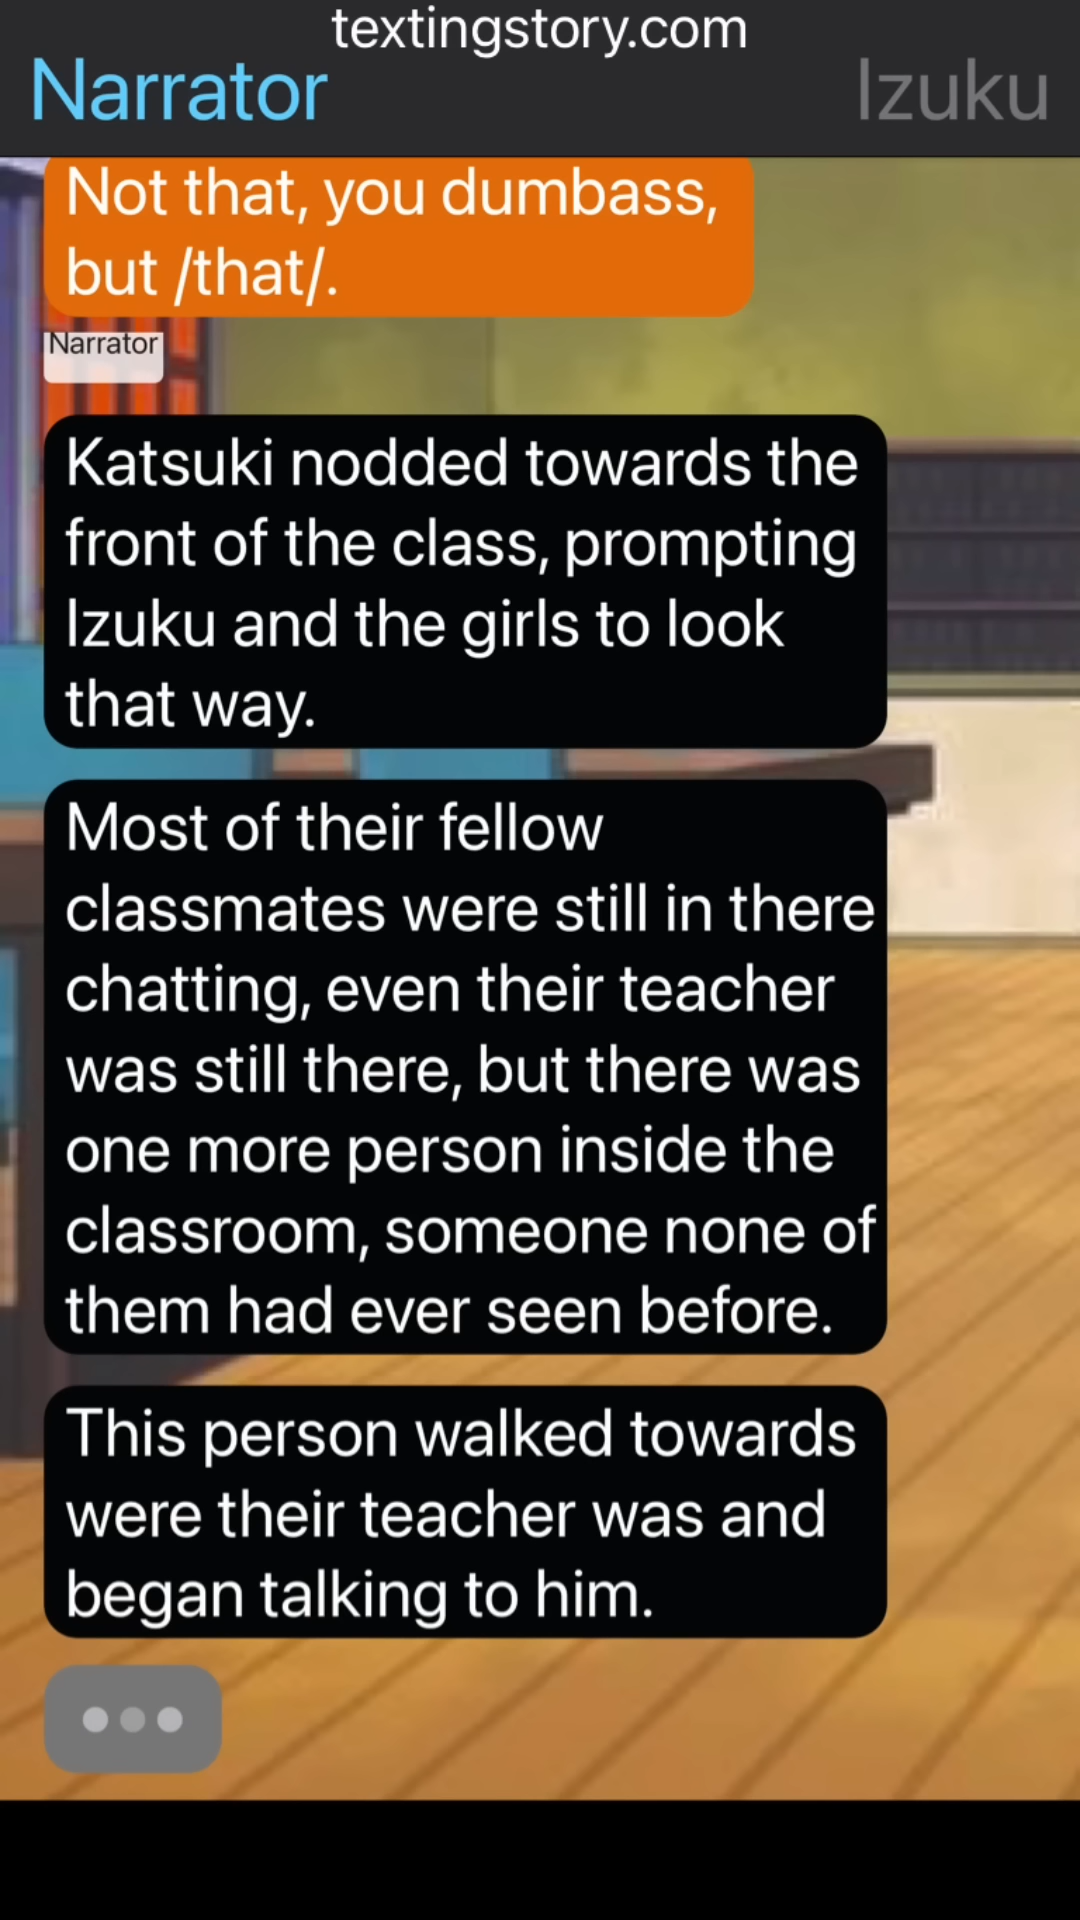 textingstory.com
Narrator
Izuku
Not that, you dumbass,
but /that/.
Narrator
Katsuki nodded towards the
front of the class, prompting
Izuku and the girls to look
that way.
Most of their fellow
classmates were still in there
chatting, even their teacher
was still there, but there was
one more person inside the
classroom, someone none of
them had ever seen before.
This person walked towards
were their teacher was and
began talking to him.